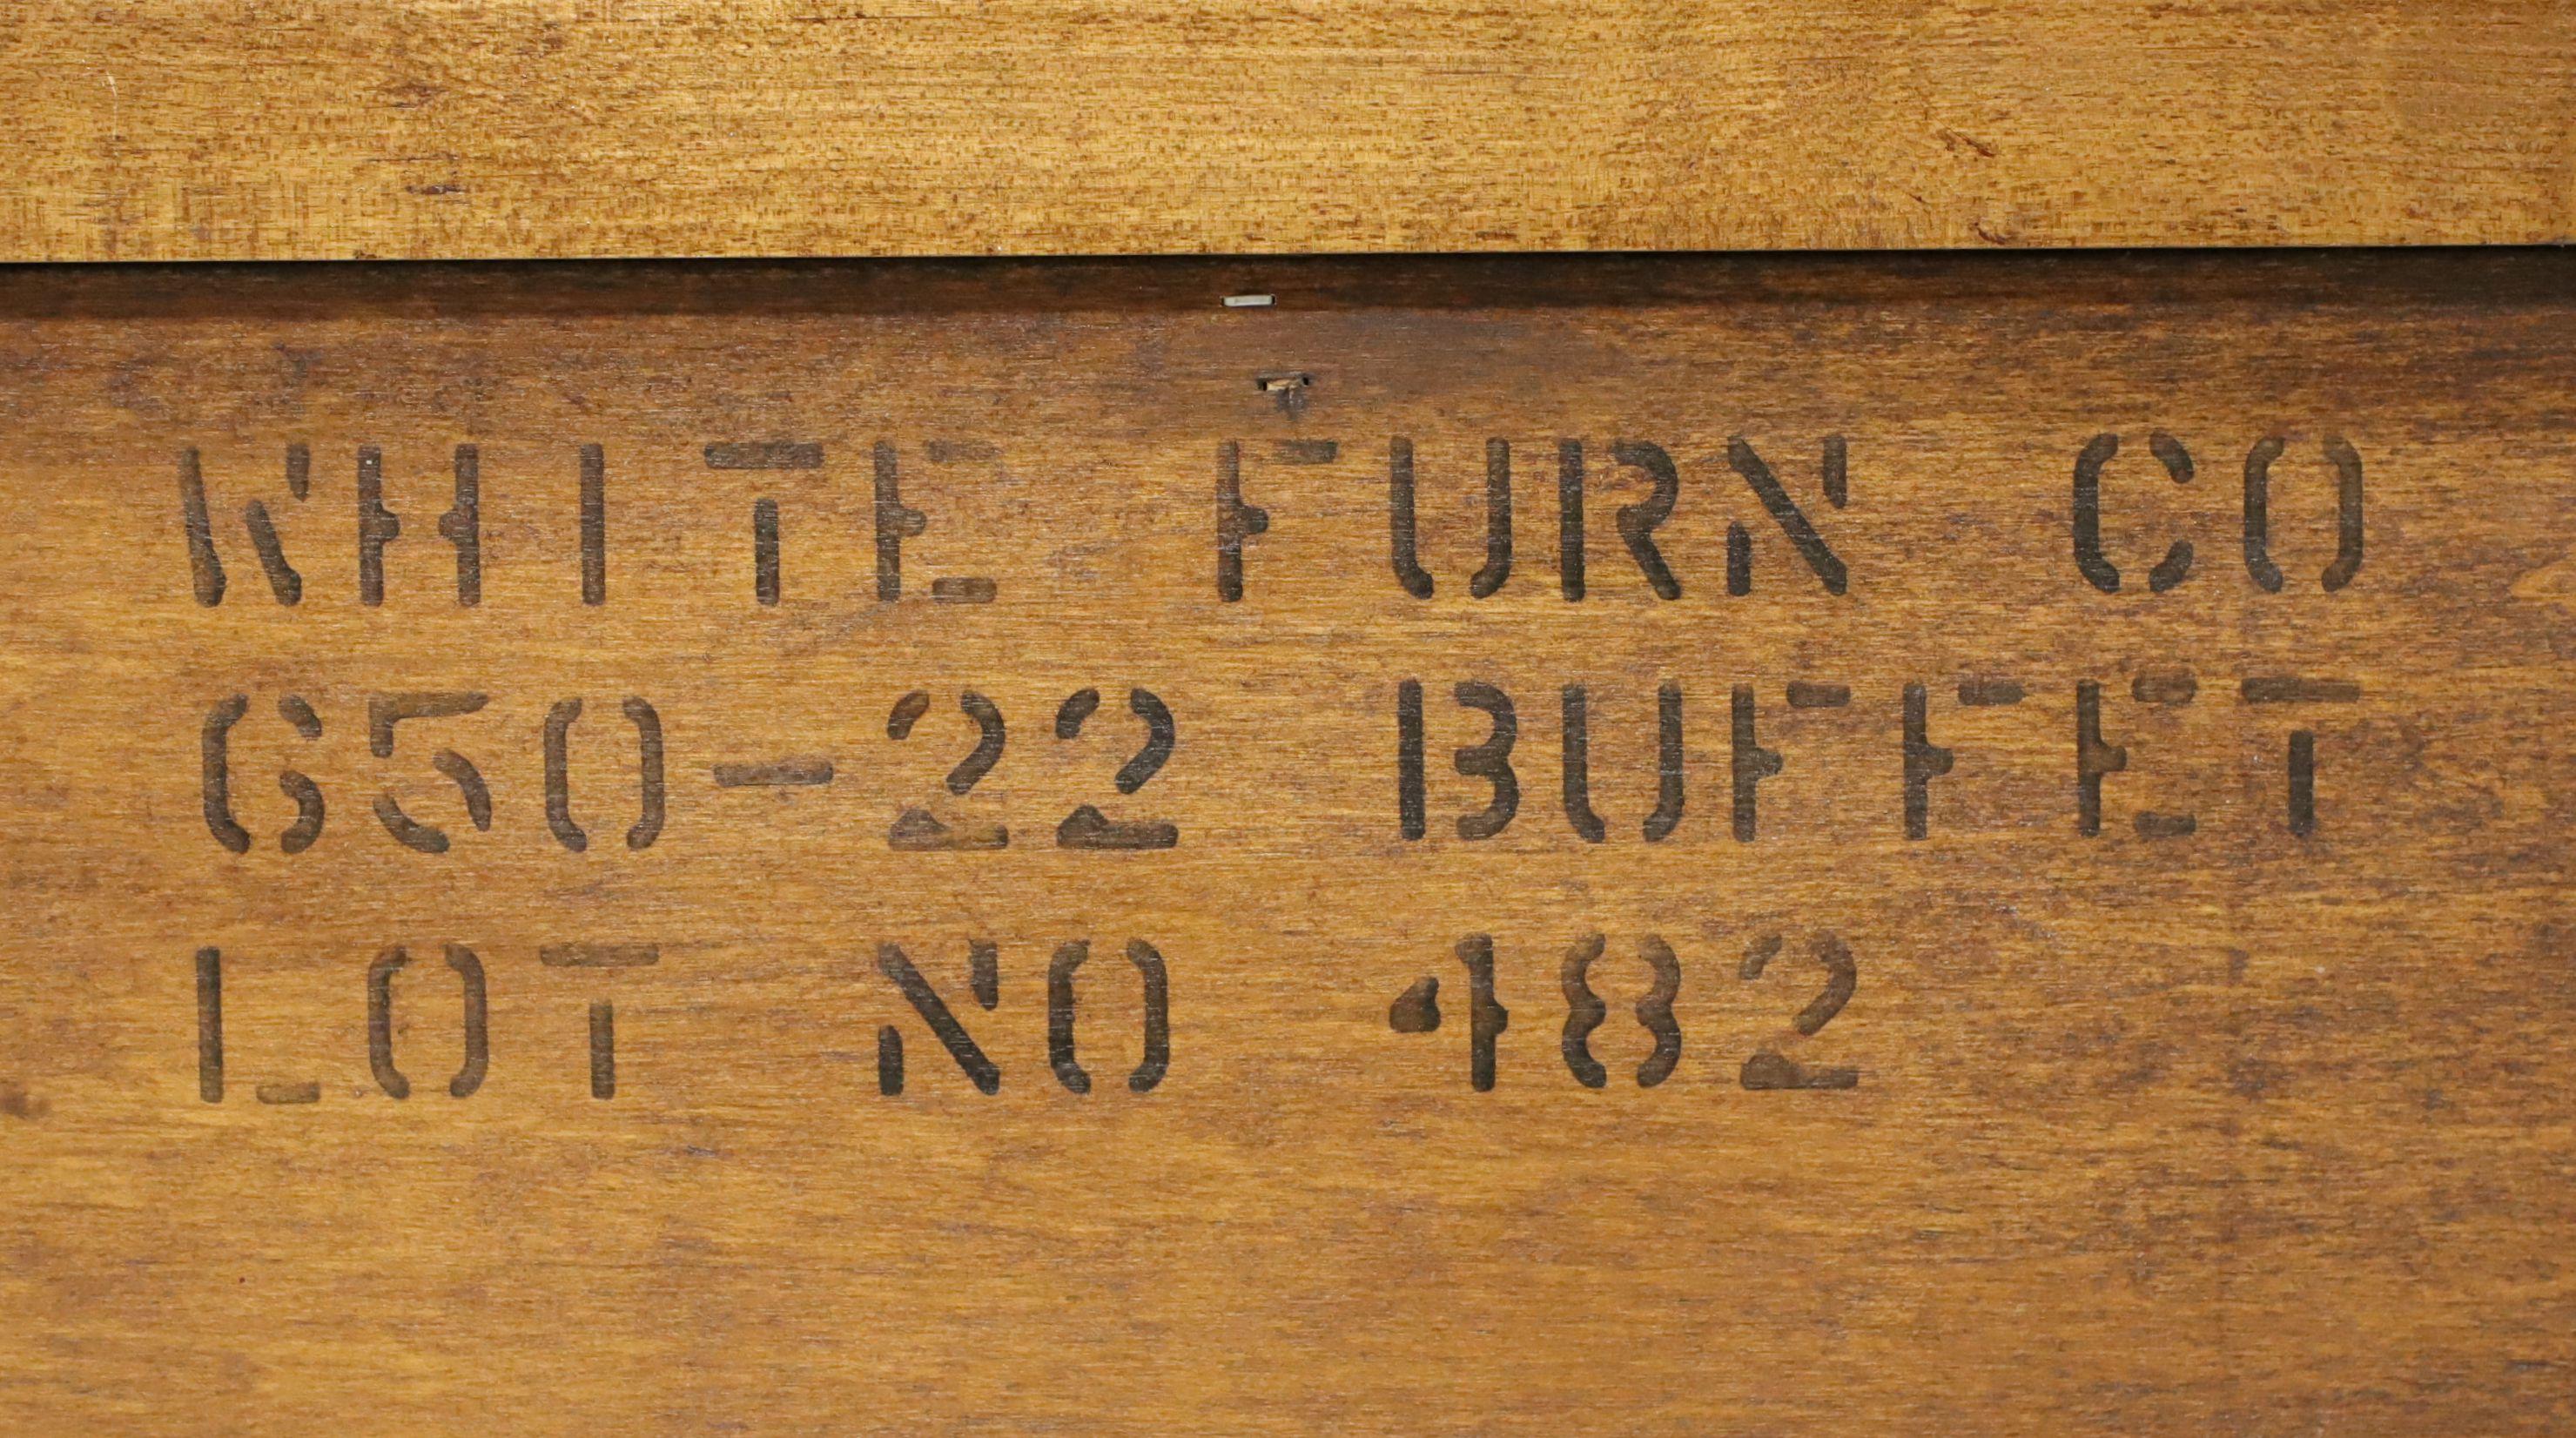 WHITE FURN CO
650-22 BUFFET
LOT NO 482